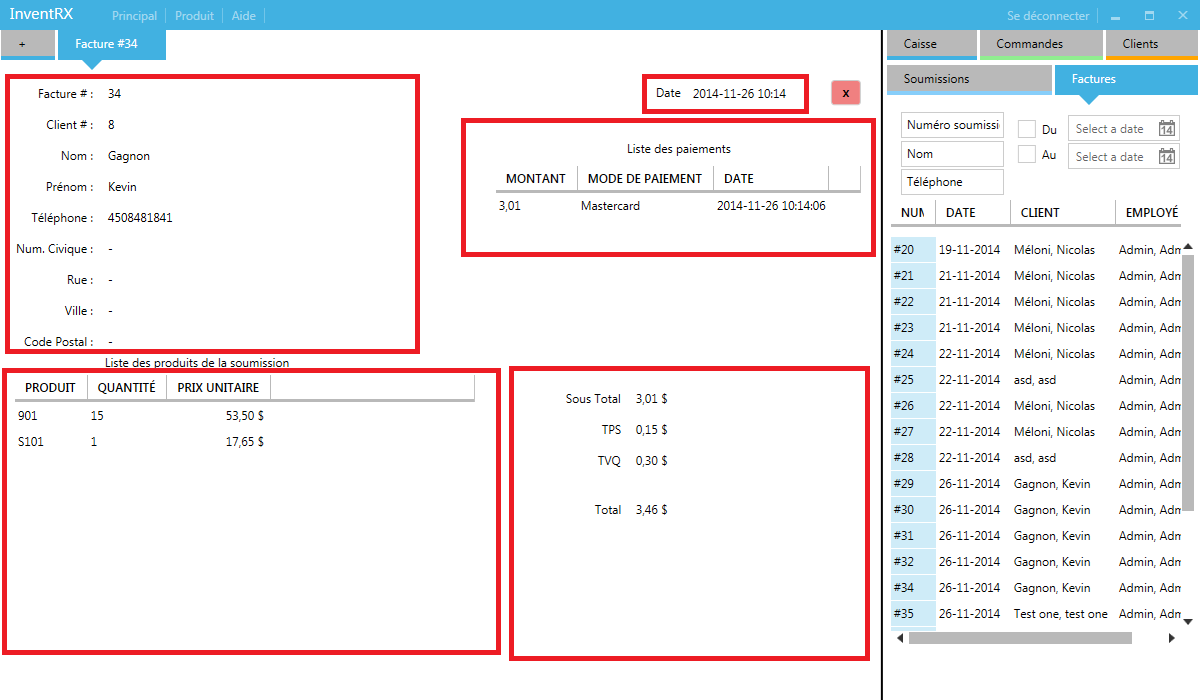 InventRX Principal Produit Aide Se déconnecter
+ Facture #34
Facture # : 34
Client # : 8
Nom : Gagnon
Prénom : Kevin
Téléphone : 4508481841
Num. Civique : -
Rue : -
Ville : -
Code Postal : -
Date 2014-11-26 10:14
x
Liste des paiements
MONTANT MODE DE PAIEMENT DATE
3,01 Mastercard 2014-11-26 10:14:06
Liste des produits de la soumission
PRODUIT QUANTITÉ PRIX UNITAIRE
901 15 53,50 $
S101 1 17,65 $
Sous Total 3,01 $
TPS 0,15 $
TVQ 0,30 $
Total 3,46 $
Caisse Commandes Clients
Soumissions Factures
Numéro soumissi Du Select a date 14
Nom Au Select a date 14
Téléphone
NUM DATE CLIENT EMPLOYÉ
#20 19-11-2014 Méloni, Nicolas Admin, Adm
#21 21-11-2014 Méloni, Nicolas Admin, Adm
#22 21-11-2014 Méloni, Nicolas Admin, Adm
#23 21-11-2014 Méloni, Nicolas Admin, Adm
#24 22-11-2014 Méloni, Nicolas Admin, Adm
#25 22-11-2014 asd, asd Admin, Adm
#26 22-11-2014 Méloni, Nicolas Admin, Adm
#27 22-11-2014 Méloni, Nicolas Admin, Adm
#28 22-11-2014 asd, asd Admin, Adm
#29 26-11-2014 Gagnon, Kevin Admin, Adm
#30 26-11-2014 Gagnon, Kevin Admin, Adm
#31 26-11-2014 Gagnon, Kevin Admin, Adm
#32 26-11-2014 Gagnon, Kevin Admin, Adm
#34 26-11-2014 Gagnon, Kevin Admin, Adm
#35 26-11-2014 Test one, test one Admin, Adm